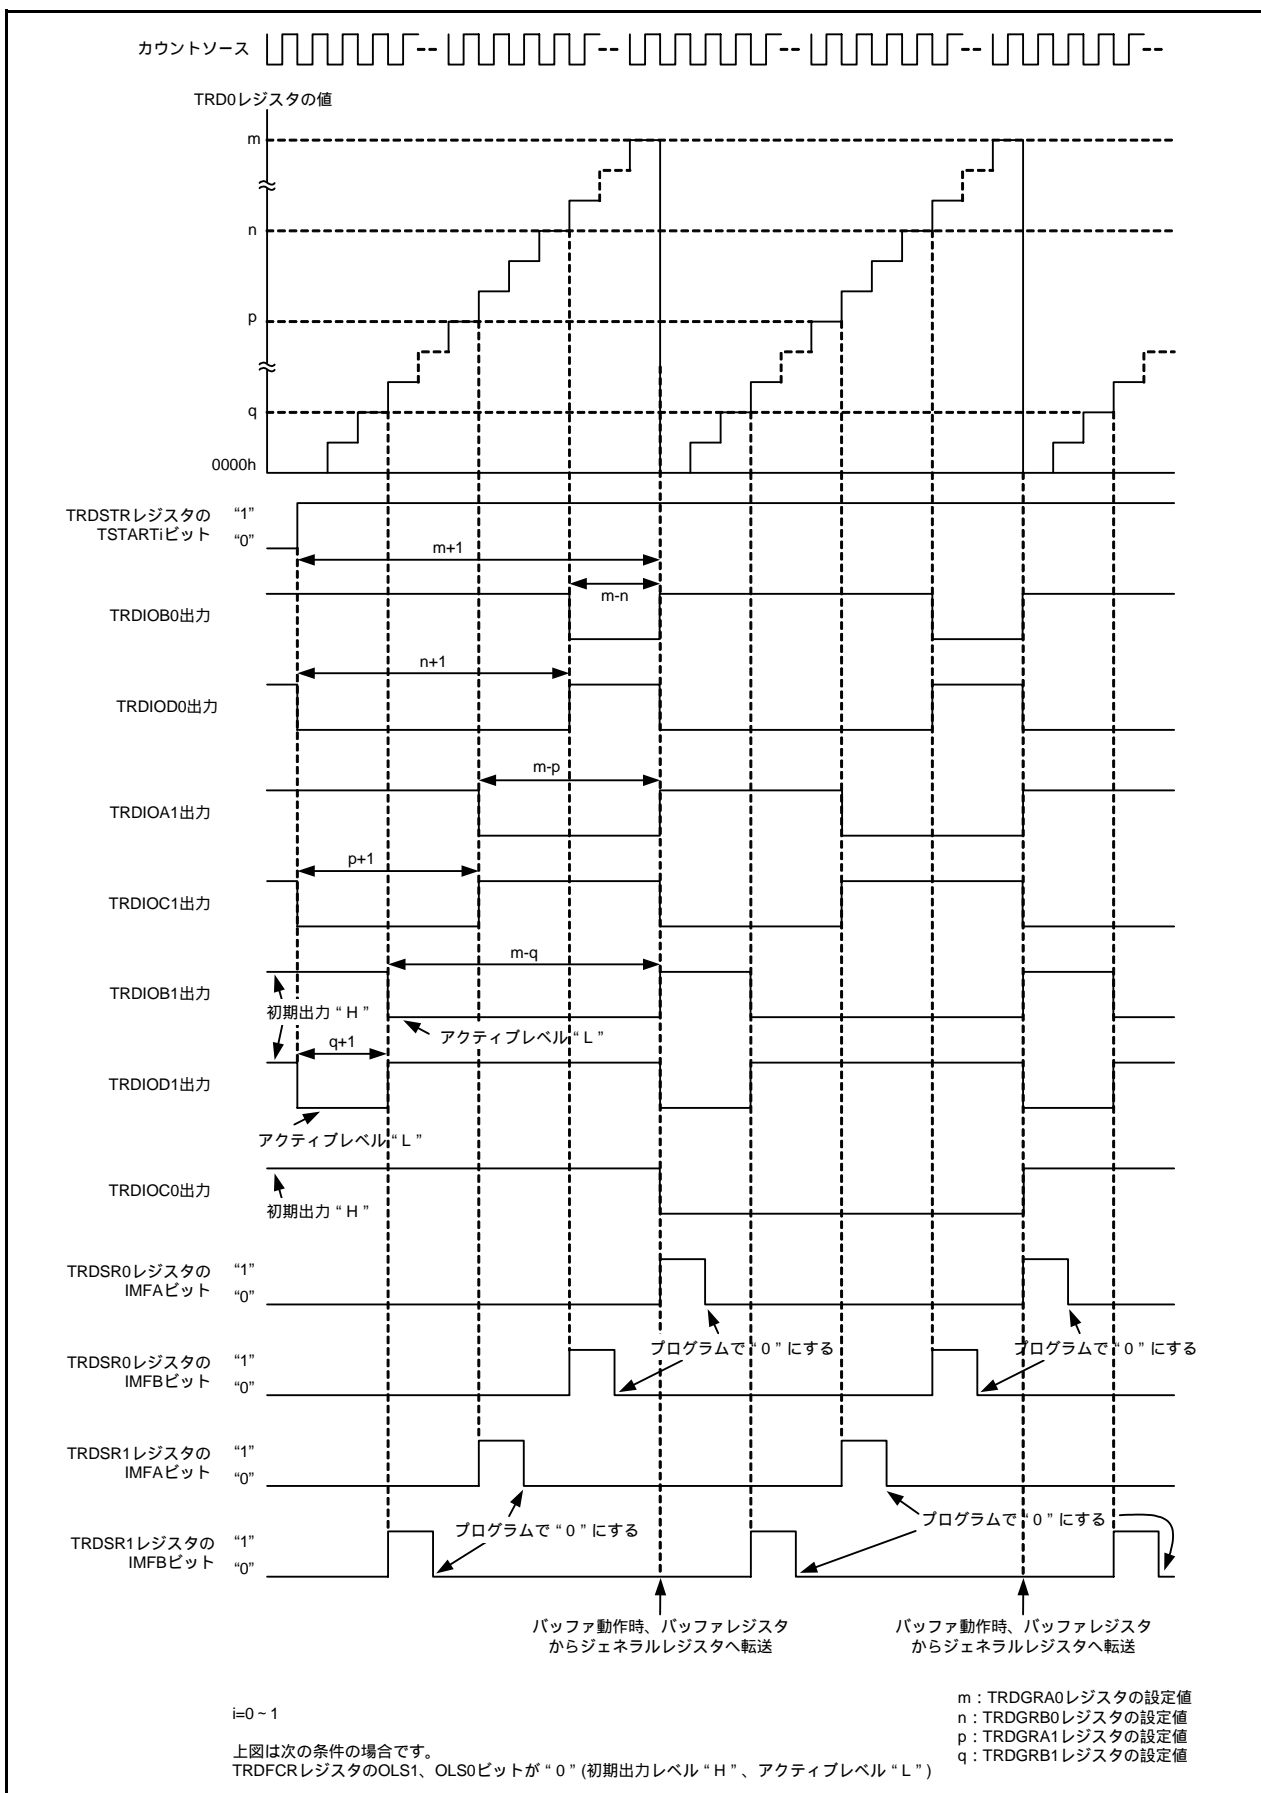 カウントソース
TRD0レジスタの値
m
n
p
q
0000h
TRDSTRレジスタの
TSTARTiビット
“1”
“0”
m+1
m-n
TRDIOB0出力
n+1
TRDIOD0出力
m-p
TRDIOA1出力
p+1
TRDIOC1出力
m-q
TRDIOB1出力
初期出力 “ H ”
アクティブレベル “ L ”
q+1
TRDIOD1出力
アクティブレベル “ L ”
TRDIOC0出力
初期出力 “ H ”
TRDSR0レジスタの
IMFAビット
“1”
“0”
プログラムで “ 0 ” にする
プログラムで “ 0 ” にする
TRDSR0レジスタの
IMFBビット
“1”
“0”
TRDSR1レジスタの
IMFAビット
“1”
“0”
プログラムで “ 0 ” にする
プログラムで “ 0 ” にする
TRDSR1レジスタの
IMFBビット
“1”
“0”
バッファ動作時、バッファレジスタ
からジェネラルレジスタへ転送
バッファ動作時、バッファレジスタ
からジェネラルレジスタへ転送
m : TRDGRA0レジスタの設定値
n : TRDGRB0レジスタの設定値
p : TRDGRA1レジスタの設定値
q : TRDGRB1レジスタの設定値
i=0 ~ 1
上図は次の条件の場合です。
TRDFCRレジスタのOLS1、OLS0ビットが “ 0 ” (初期出力レベル “ H ” 、アクティブレベル “ L ” )